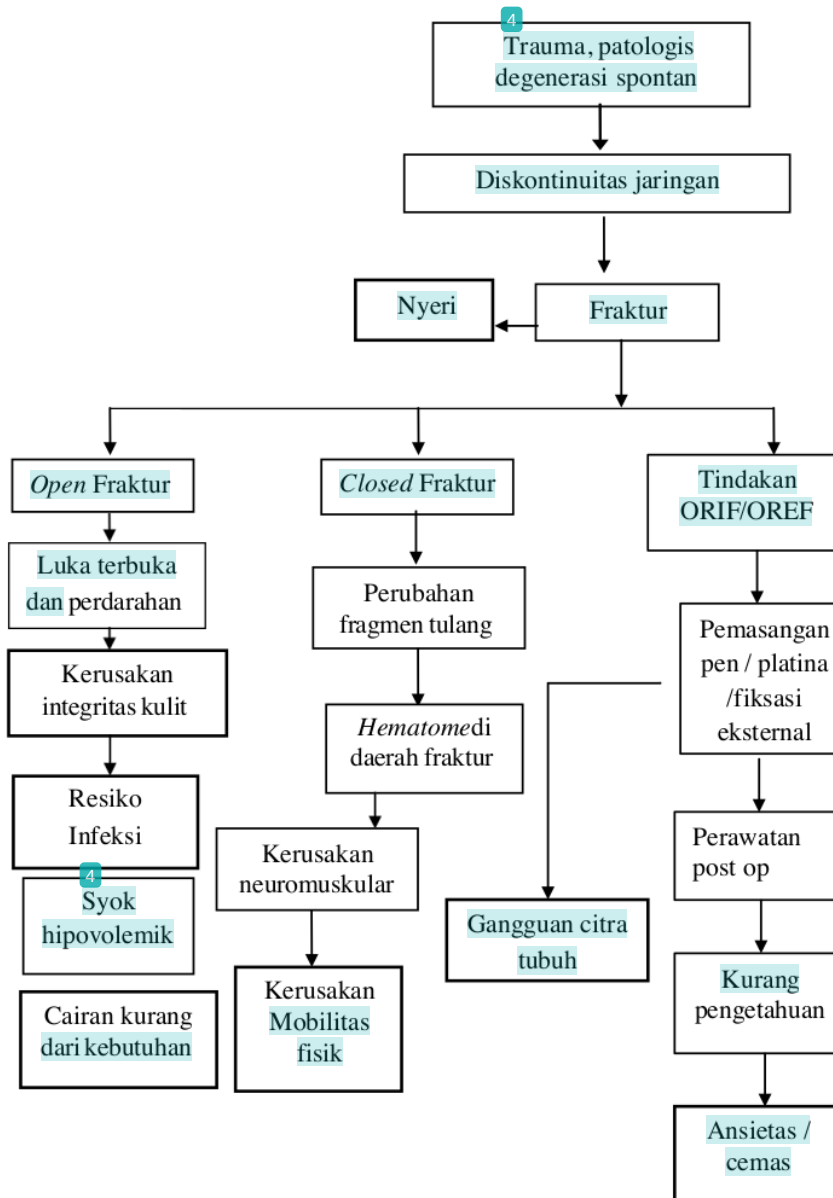 4
Trauma, patologis
degenerasi spontan
Diskontinuitas jaringan
Nyeri
Fraktur
Open Fraktur
Closed Fraktur
Tindakan
ORIF/OREF
Luka terbuka
dan perdarahan
Perubahan
fragmen tulang
Pemasangan
pen / platina
/fiksasi
eksternal
Kerusakan
integritas kulit
Hematomedi
daerah fraktur
Resiko
Infeksi
Kerusakan
neuromuskular
Perawatan
post op
4
Syok
hipovolemik
Gangguan citra
tubuh
Kurang
pengetahuan
Cairan kurang
dari kebutuhan
Kerusakan
Mobilitas
fisik
Ansietas /
cemas